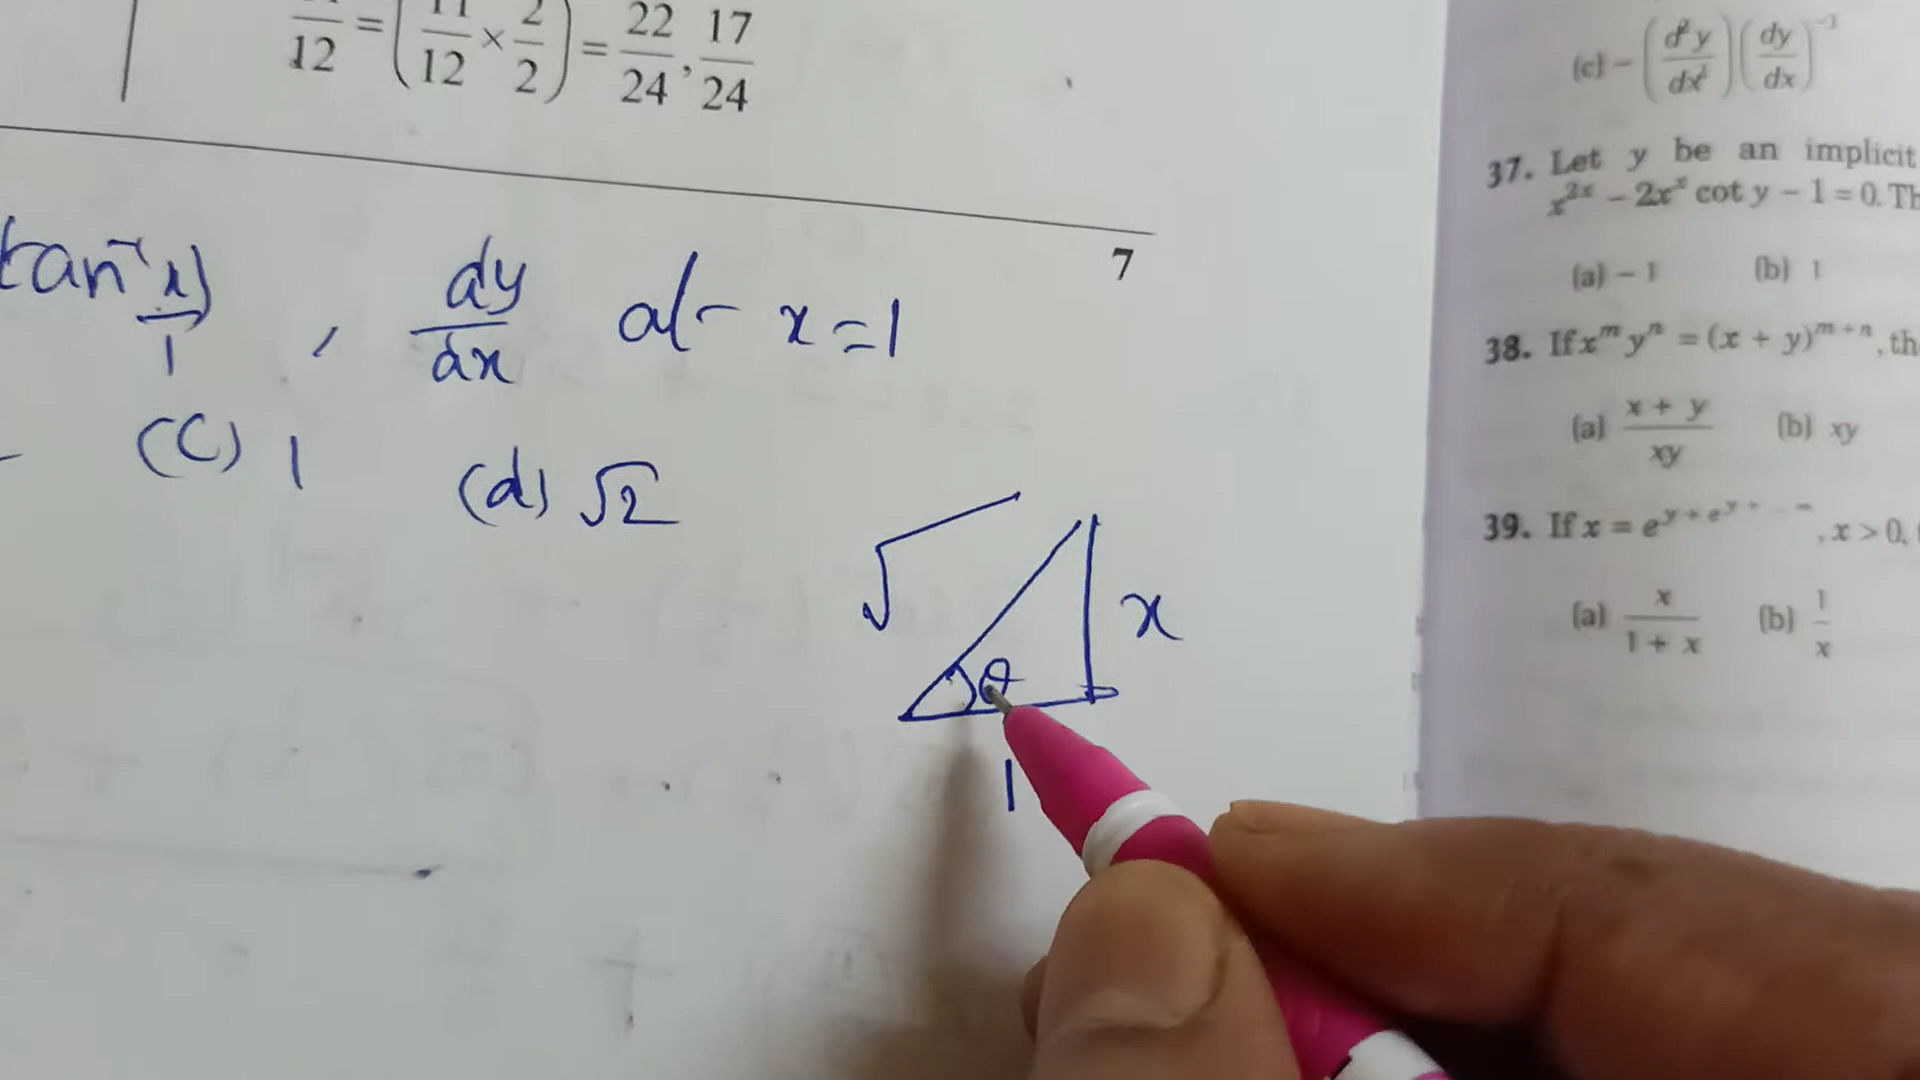 12 = (11/12 × 2/2) = 22/24, 17/24
7
tan⁻¹ x/1) , dy/dx at x = 1
(C) 1 (d) √2
√ x
θ
1
(c) – (d²y/dx²) (dy/dx)⁻³
37. Let y be an implicit
x²ˣ – 2xˣ cot y – 1 = 0. Th
(a) – 1 (b) 1
38. If xᵐ yⁿ = (x + y)ᵐ⁺ⁿ, th
(a) x + y/xy (b) xy
39. If x = e^(y + e^(y + ... ∞)), x > 0,
(a) x/1 + x (b) 1/x